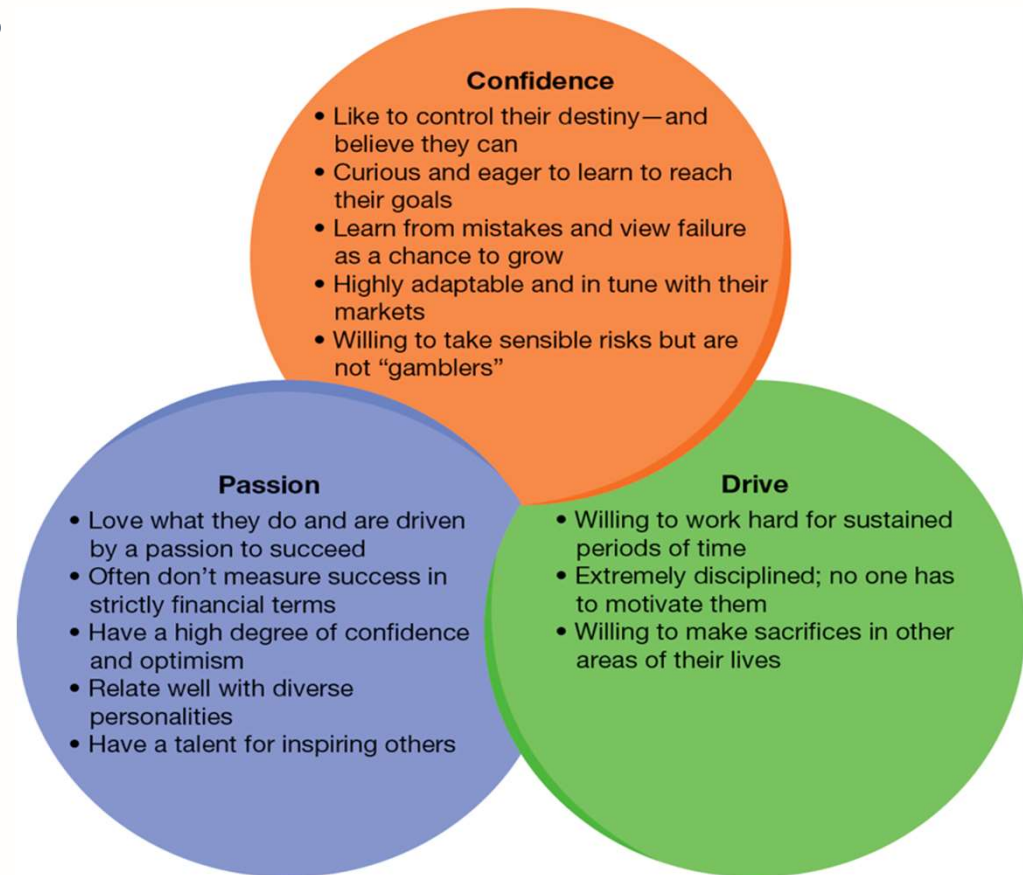 Confidence
• Like to control their destiny—and
believe they can
• Curious and eager to learn to reach
their goals
• Learn from mistakes and view failure
as a chance to grow
• Highly adaptable and in tune with their
markets
• Willing to take sensible risks but are
not “gamblers”
Passion
• Love what they do and are driven
by a passion to succeed
• Often don’t measure success in
strictly financial terms
• Have a high degree of confidence
and optimism
• Relate well with diverse
personalities
• Have a talent for inspiring others
Drive
• Willing to work hard for sustained
periods of time
• Extremely disciplined; no one has
to motivate them
• Willing to make sacrifices in other
areas of their lives